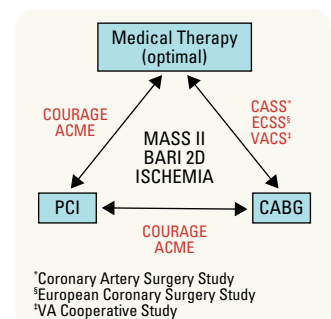 Medical Therapy
(optimal)
COURAGE
ACME
CASS*
ECSS§
VACS‡
MASS II
BARI 2D
ISCHEMIA
PCI
CABG
COURAGE
ACME
*Coronary Artery Surgery Study
§European Coronary Surgery Study
‡VA Cooperative Study